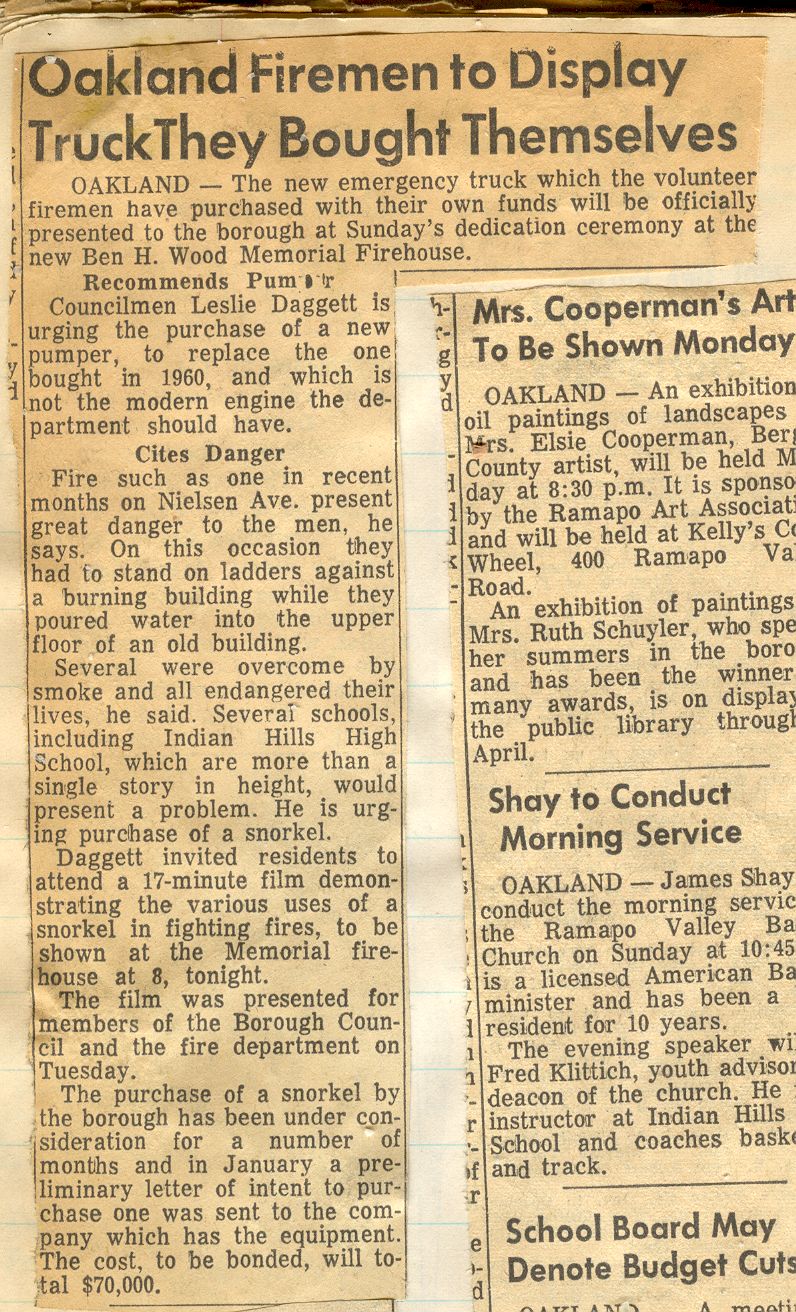 Oakland Firemen to Display
Truck They Bought Themselves
OAKLAND — The new emergency truck which the volunteer
firemen have purchased with their own funds will be officially
presented to the borough at Sunday's dedication ceremony at the
new Ben H. Wood Memorial Firehouse.
Recommends
Councilmen Leslie Daggett is
urging the purchase of a new
pumper, to replace the one
bought in 1960, and which is
not the modern engine the de-
partment should have.
Cites Danger
Fire such as one in recent
months on Nielsen Ave. present
great danger to the men, he
says. On this occasion they
had to stand on ladders against
a burning building while they
poured water into the upper
floor of an old building.
Several were overcome by
smoke and all endangered their
lives, he said. Several schools,
including Indian Hills High
School, which are more than a
single story in height, would
present a problem. He is urg-
ing purchase of a snorkel.
Daggett invited residents to
attend a 17-minute film demon-
strating the various uses of a
snorkel in fighting fires, to be
shown at the Memorial fire-
house at 8, tonight.
The film was presented for
members of the Borough Coun-
cil and the fire department on
Tuesday.
The purchase of a snorkel by
the borough has been under con-
sideration for a number of
months and in January a pre-
liminary letter of intent to pur-
chase one was sent to the com-
pany which has the equipment.
The cost, to be bonded, will to-
tal $70,000.
Mrs. Cooperman's Art
To Be Shown Monday
OAKLAND — An exhibition
oil paintings of landscapes
Mrs. Elsie Cooperman, Berg
County artist, will be held M
day at 8:30 p.m. It is sponso
by the Ramapo Art Associati
and will be held at Kelly's Co
Wheel, 400 Ramapo Va
Road.
An exhibition of paintings
Mrs. Ruth Schuyler, who spe
her summers in the boro
and has been the winner
many awards, is on display
the public library through
April.
Shay to Conduct
Morning Service
OAKLAND — James Shay
conduct the morning servic
the Ramapo Valley Ba
Church on Sunday at 10:45
is a licensed American Ba
minister and has been a
resident for 10 years.
The evening speaker wi
Fred Klittich, youth advisor
deacon of the church. He
instructor at Indian Hills
School and coaches baske
and track.
School Board May
Denote Budget Cuts
OAKLAND — A meeti